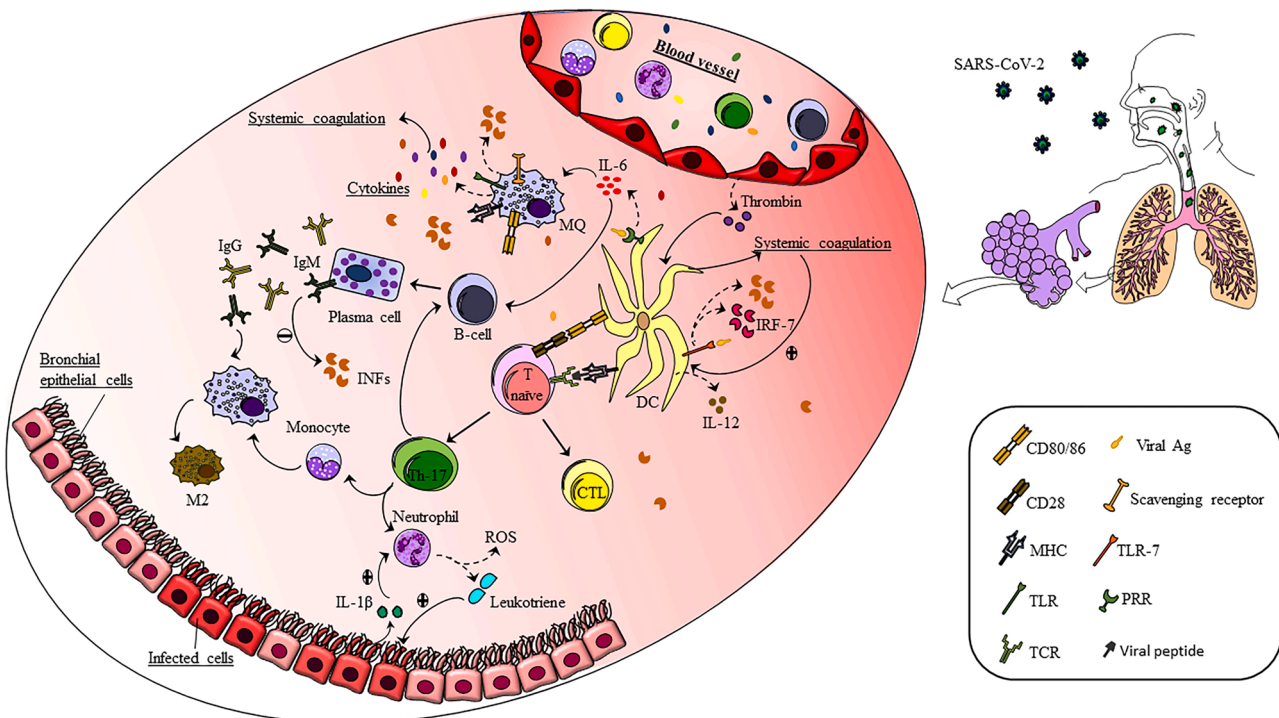 Blood vessel
SARS-CoV-2
Systemic coagulation
IL-6
Cytokines
MQ
Thrombin
IgG
IgM
Systemic coagulation
Plasma cell
B-cell
IRF-7
INFs
Bronchial
epithelial cells
T
naïve
DC
IL-12
Monocyte
Th-17
CTL
M2
Neutrophil
ROS
IL-1β
Leukotriene
Infected cells
CD80/86
Viral Ag
CD28
Scavenging receptor
MHC
TLR-7
TLR
PRR
TCR
Viral peptide